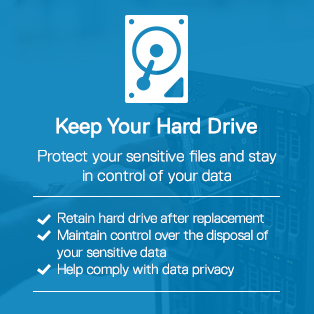 Keep Your Hard Drive
Protect your sensitive files and stay
in control of your data
Retain hard drive after replacement
Maintain control over the disposal of
your sensitive data
Help comply with data privacy